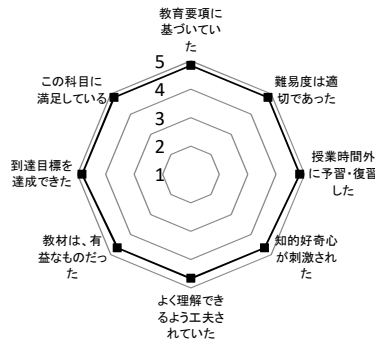 教育要項に
基づいてい
た
難易度は適
切であった
授業時間外
に予習・復習
した
知的好奇心
が刺激され
た
よく理解でき
るよう工夫さ
れていた
教材は、有
益なものだっ
た
到達目標を
達成できた
この科目に
満足している
5
4
3
2
1